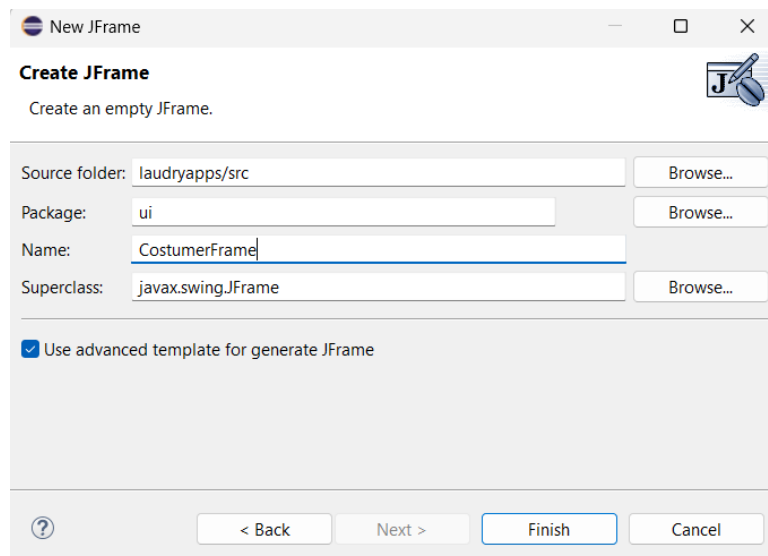 New JFrame
Create JFrame
Create an empty JFrame.
J
Source folder: laudryapps/src Browse...
Package: ui Browse...
Name: CostumerFrame
Superclass: javax.swing.JFrame Browse...
Use advanced template for generate JFrame
? < Back Next > Finish Cancel